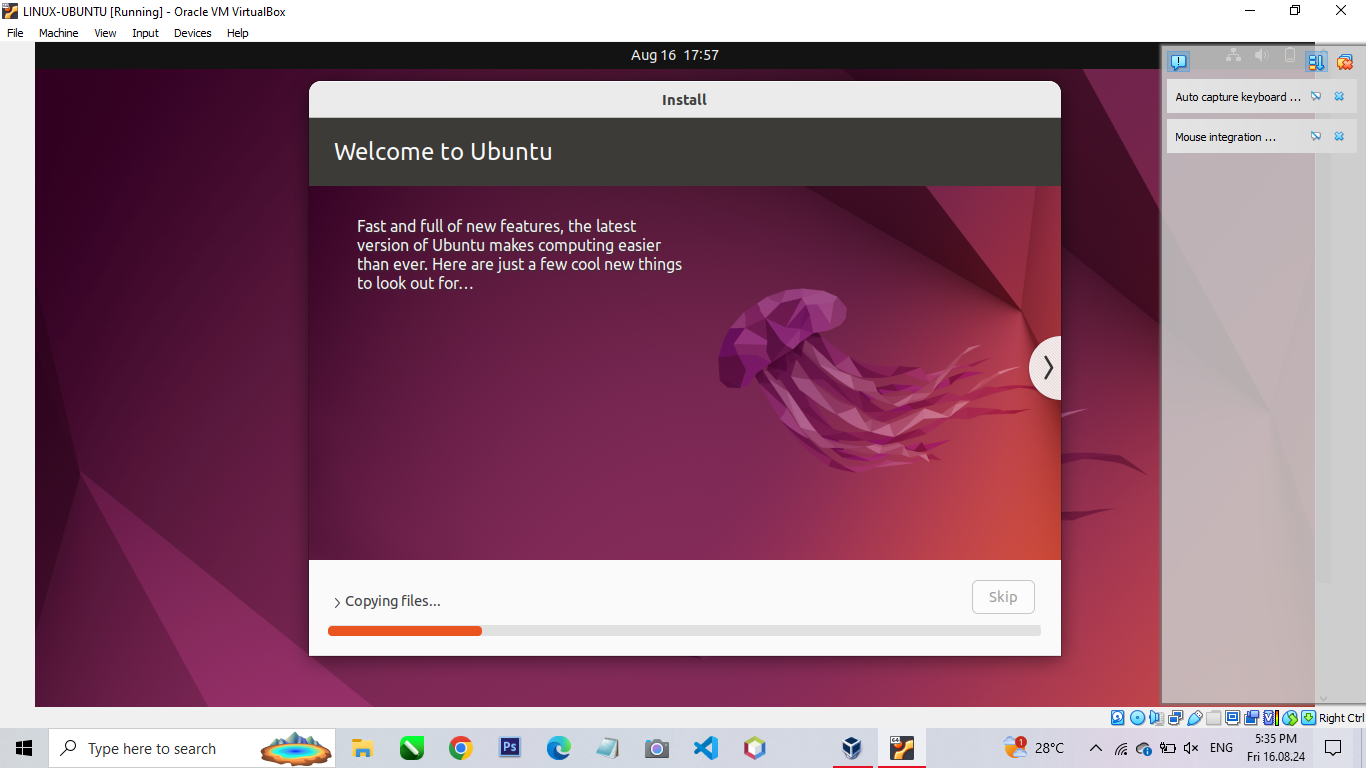 LINUX-UBUNTU [Running] - Oracle VM VirtualBox
File Machine View Input Devices Help
Aug 16 17:57
Auto capture keyboard ...
Mouse integration ...
Install
Welcome to Ubuntu
Fast and full of new features, the latest
version of Ubuntu makes computing easier
than ever. Here are just a few cool new things
to look out for…
Copying files...
Skip
Right Ctrl
Type here to search
Ps
64
1
28°C
ENG
5:35 PM
Fri 16.08.24